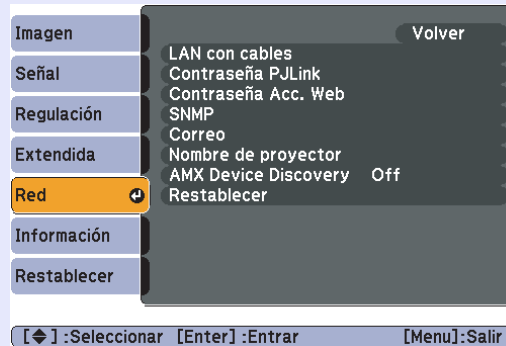 Imagen
Señal
Regulación
Extendida
Red
Información
Restablecer
Volver
LAN con cables
Contraseña PJLink
Contraseña Acc. Web
SNMP
Correo
Nombre de proyector
AMX Device Discovery Off
Restablecer
[ ] :Seleccionar [Enter] :Entrar [Menu]:Salir